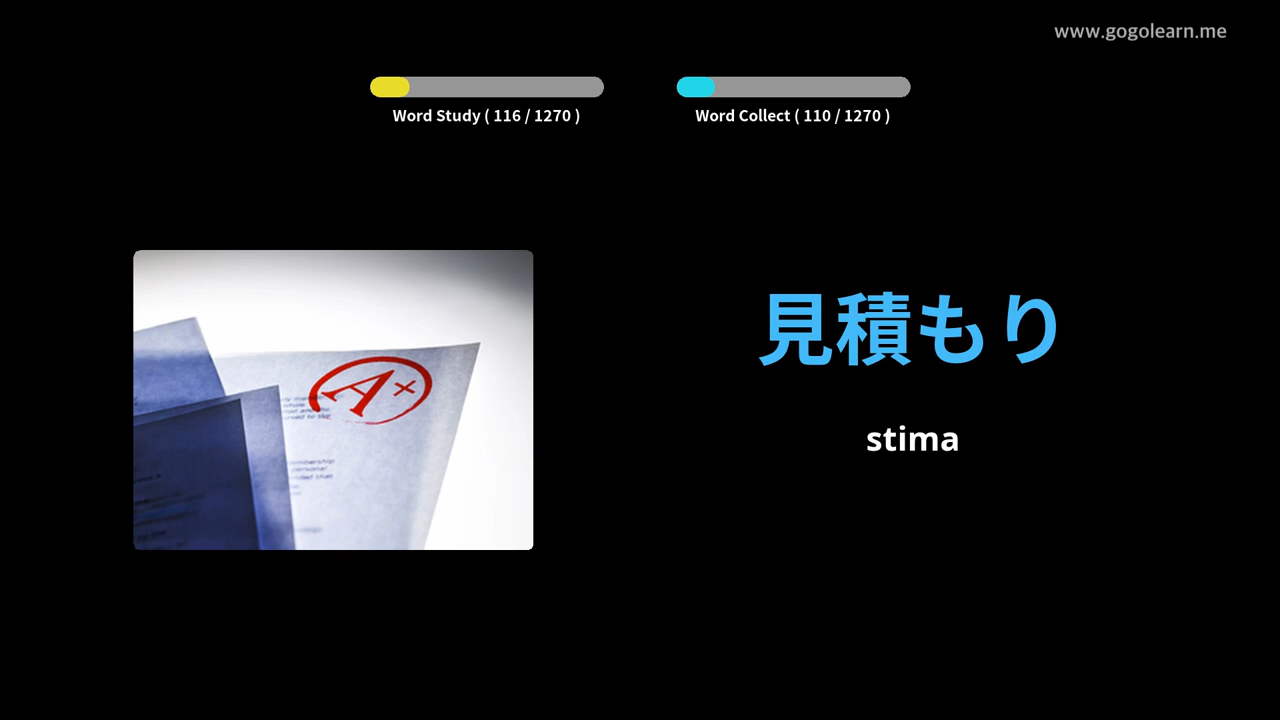 www.gogolearn.me
Word Study ( 116 / 1270 )
Word Collect ( 110 / 1270 )
A+
見積もり
stima